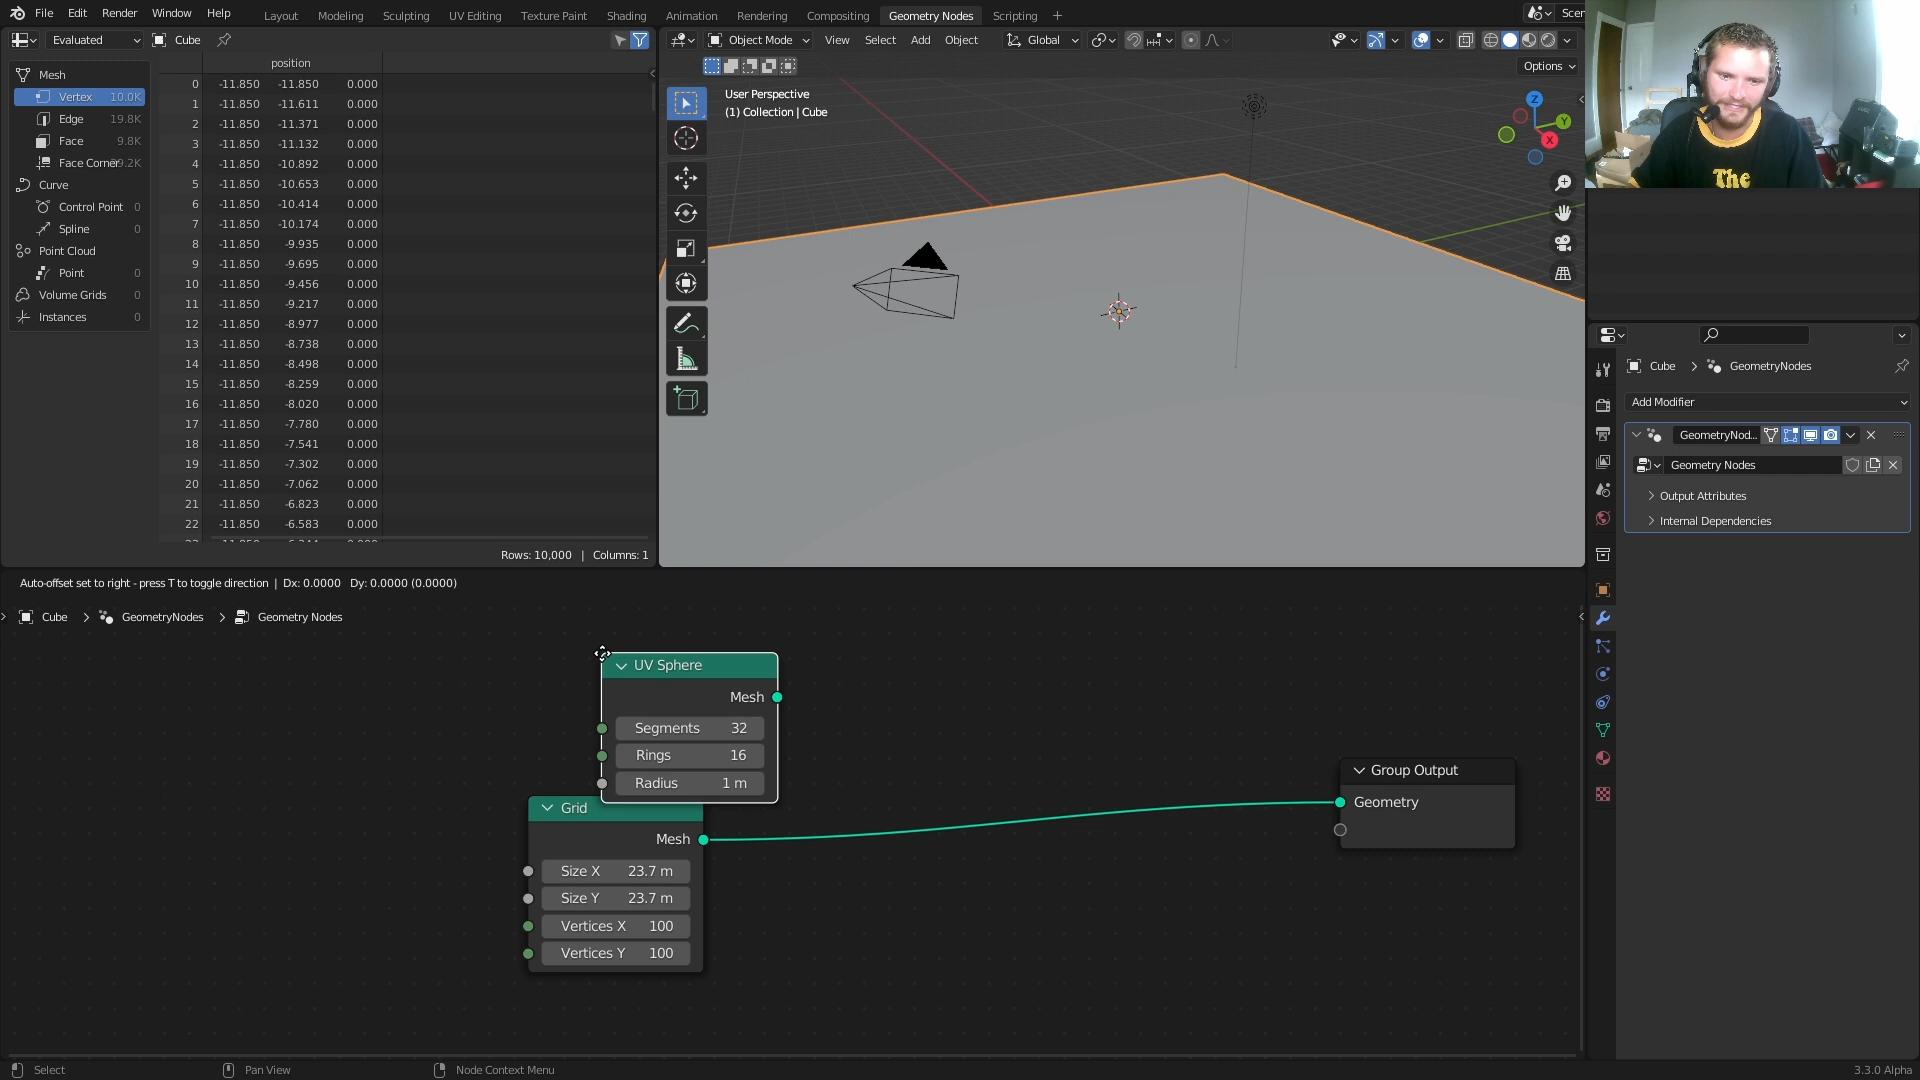 File Edit Render Window Help Layout Modeling Sculpting UV Editing Texture Paint Shading Animation Rendering Compositing Geometry Nodes Scripting +
Evaluated Cube
Object Mode View Select Add Object Global
Options
Mesh
Vertex 10.0K
Edge 19.8K
Face 9.8K
Face Corner
Curve
Control Point 0
Spline 0
Point Cloud
Point 0
Volume Grids 0
Instances 0
position
0 -11.850 -11.850 0.000
1 -11.850 -11.611 0.000
2 -11.850 -11.371 0.000
3 -11.850 -11.132 0.000
4 -11.850 -10.892 0.000
5 -11.850 -10.653 0.000
6 -11.850 -10.414 0.000
7 -11.850 -10.174 0.000
8 -11.850 -9.935 0.000
9 -11.850 -9.695 0.000
10 -11.850 -9.456 0.000
11 -11.850 -9.217 0.000
12 -11.850 -8.977 0.000
13 -11.850 -8.738 0.000
14 -11.850 -8.498 0.000
15 -11.850 -8.259 0.000
16 -11.850 -8.020 0.000
17 -11.850 -7.780 0.000
18 -11.850 -7.541 0.000
19 -11.850 -7.302 0.000
20 -11.850 -7.062 0.000
21 -11.850 -6.823 0.000
22 -11.850 -6.583 0.000
Rows: 10,000 | Columns: 1
User Perspective
(1) Collection | Cube
Z
Y
X
The
Cube > GeometryNodes
Add Modifier
GeometryNod...
Geometry Nodes
Output Attributes
Internal Dependencies
Auto-offset set to right - press T to toggle direction | Dx: 0.0000 Dy: 0.0000 (0.0000)
Cube > GeometryNodes > Geometry Nodes
UV Sphere
Mesh
Segments 32
Rings 16
Radius 1 m
Grid
Mesh
Size X 23.7 m
Size Y 23.7 m
Vertices X 100
Vertices Y 100
Group Output
Geometry
Select Pan View Node Context Menu 3.3.0 Alpha